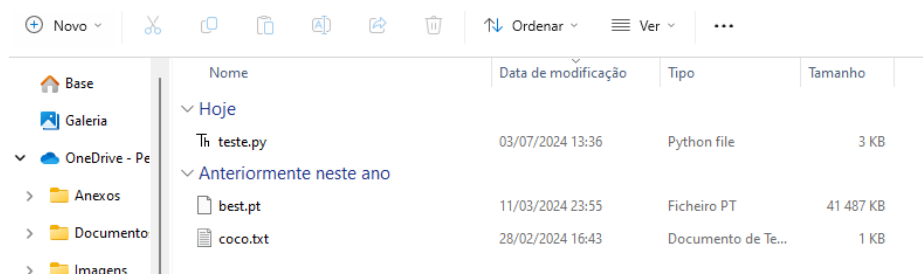 Novo Ordenar Ver
Nome Data de modificação Tipo Tamanho
Base
Galeria
OneDrive - Pe
Anexos
Documento
Imagens
Hoje
Th teste.py 03/07/2024 13:36 Python file 3 KB
Anteriormente neste ano
best.pt 11/03/2024 23:55 Ficheiro PT 41 487 KB
coco.txt 28/02/2024 16:43 Documento de Te... 1 KB